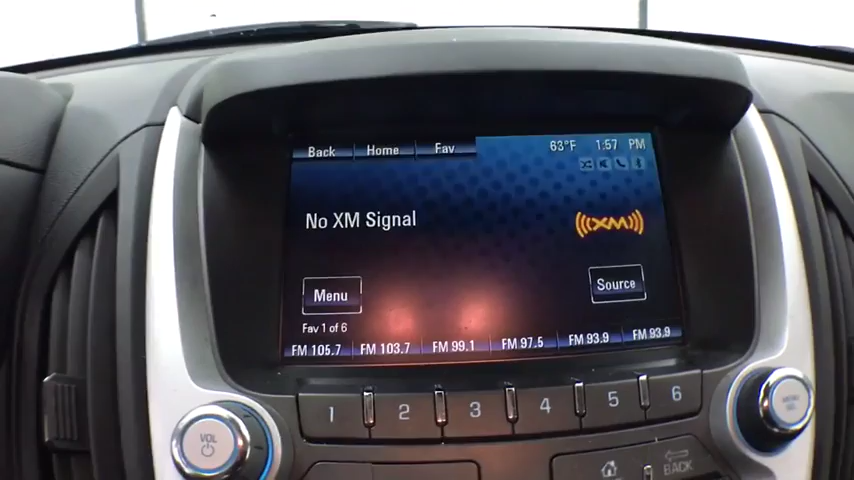 Back Home Fav 63°F 1:57 PM
No XM Signal
((XM))
Menu
Source
Fav 1 of 6
FM 105.7 FM 103.7 FM 99.1 FM 97.5 FM 93.9 FM 93.9
1 2 3 4 5 6
VOL
MENU
BACK